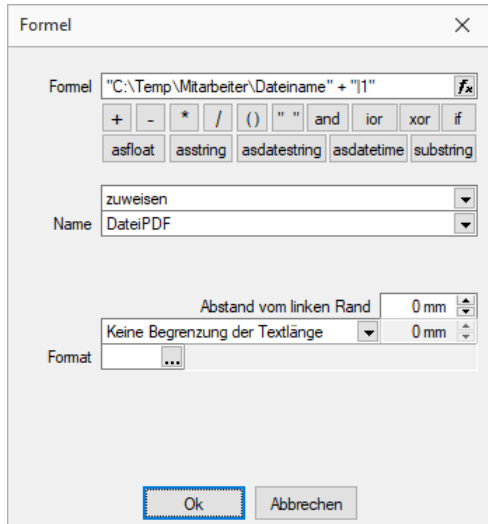 Formel
Formel "C:\Temp\Mitarbeiter\Dateiname" + "|1" fx
+ - * / () " " and ior xor if
asfloat asstring asdatestring asdatetime substring
zuweisen
Name DateiPDF
Abstand vom linken Rand 0 mm
Keine Begrenzung der Textlänge 0 mm
Format ...
Ok Abbrechen